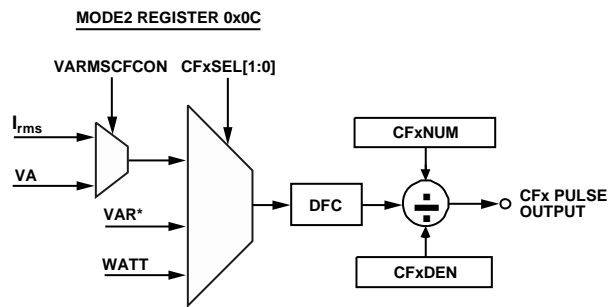 MODE2 REGISTER 0x0C
VARMSCFCON
CFxSEL[1:0]
Irms
VA
VAR*
WATT
DFC
CFxNUM
÷
CFxDEN
CFx PULSE
OUTPUT